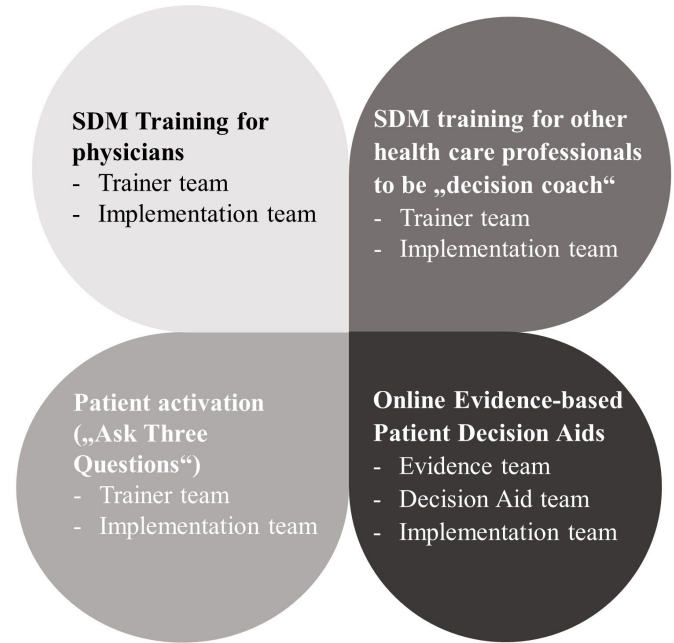 SDM Training for
physicians
- Trainer team
- Implementation team
SDM training for other
health care professionals
to be „decision coach“
- Trainer team
- Implementation team
Patient activation
(„Ask Three
Questions“)
- Trainer team
- Implementation team
Online Evidence-based
Patient Decision Aids
- Evidence team
- Decision Aid team
- Implementation team